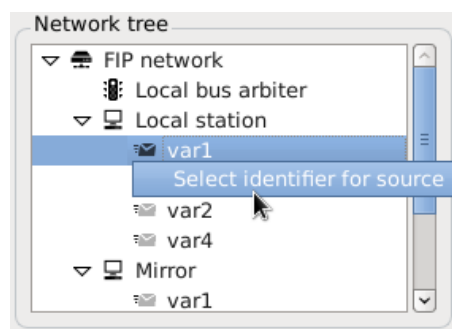 Network tree
FIP network
Local bus arbiter
Local station
var1
Select identifier for source
var2
var4
Mirror
var1